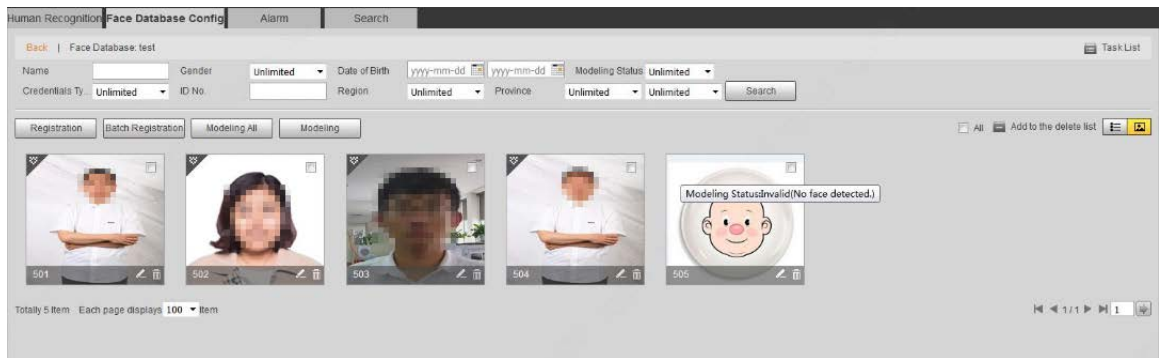 Human Recognition Face Database Config Alarm Search
Back | Face Database: test Task List
Name Gender Unlimited Date of Birth yyyy-mm-dd yyyy-mm-dd Modeling Status Unlimited
Credentials Ty... Unlimited ID No. Region Unlimited Province Unlimited Unlimited Search
Registration Batch Registration Modeling All Modeling All Add to the delete list
Modeling Status:Invalid(No face detected.)
501 502 503 504 505
Totally 5 Item Each page displays 100 Item 1/1 1